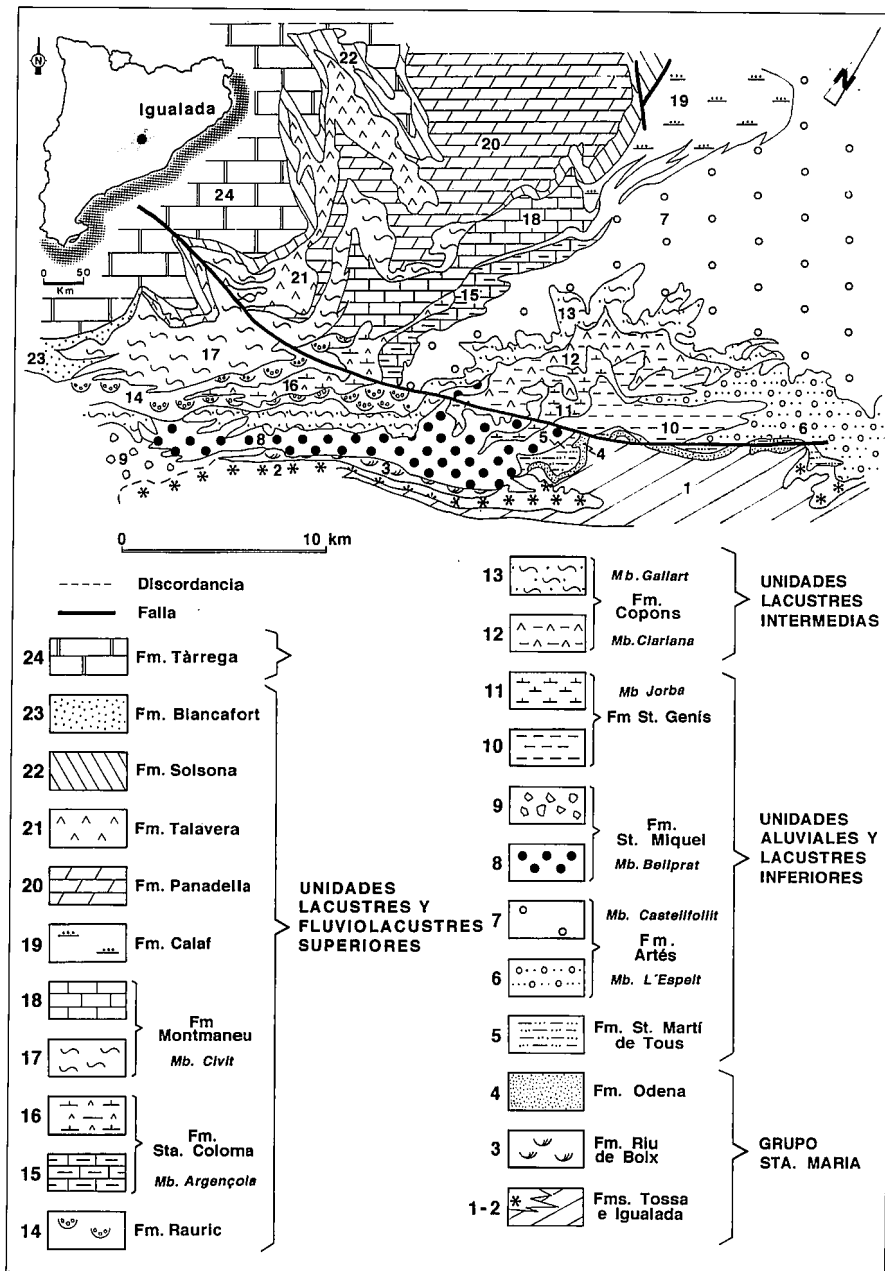 N
Igualada
0 50
Km
N
22
19
20
24
18
7
21
15
13
23
17
12
16
14
11
10
6
5
8
4
9
2
3
1
0 10 km
Discordancia
Falla
24 Fm. Tàrrega
23 Fm. Blancafort
22 Fm. Solsona
21 Fm. Talavera
20 Fm. Panadella
19 Fm. Calaf
18
Fm
Montmaneu
17 Mb. Civit
16
Fm.
Sta. Coloma
15 Mb. Argençola
14 Fm. Rauric
UNIDADES
LACUSTRES Y
FLUVIOLACUSTRES
SUPERIORES
13 Mb. Gallart
Fm.
Copons
12 Mb. Clariana
UNIDADES
LACUSTRES
INTERMEDIAS
11 Mb Jorba
Fm St. Genís
10
9
Fm.
St. Miquel
8 Mb. Bellprat
7 Mb. Castellfollit
Fm.
Artés
6 Mb. L'Espelt
5 Fm. St. Martí
de Tous
UNIDADES
ALUVIALES Y
LACUSTRES
INFERIORES
4 Fm. Odena
3 Fm. Riu
de Boix
1-2 Fms. Tossa
e Igualada
GRUPO
STA. MARIA